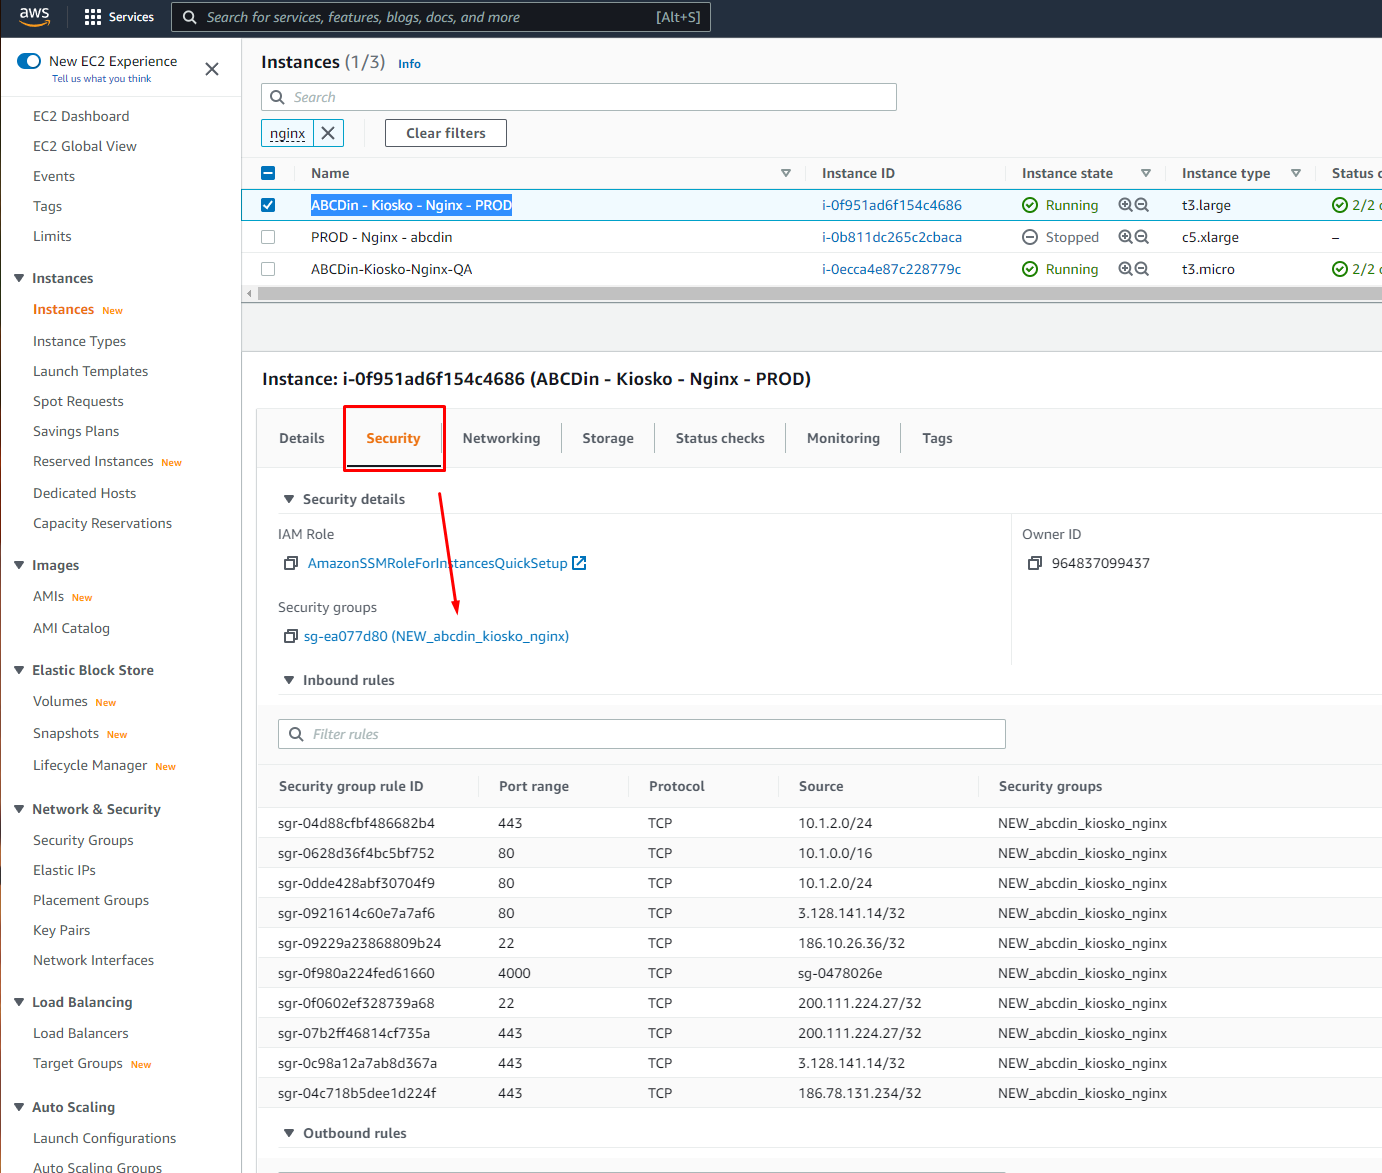 aws
Services
Search for services, features, blogs, docs, and more
[Alt+S]
New EC2 Experience
Tell us what you think
EC2 Dashboard
EC2 Global View
Events
Tags
Limits
Instances
Instances New
Instance Types
Launch Templates
Spot Requests
Savings Plans
Reserved Instances New
Dedicated Hosts
Capacity Reservations
Images
AMIs New
AMI Catalog
Elastic Block Store
Volumes New
Snapshots New
Lifecycle Manager New
Network & Security
Security Groups
Elastic IPs
Placement Groups
Key Pairs
Network Interfaces
Load Balancing
Load Balancers
Target Groups New
Auto Scaling
Launch Configurations
Auto Scaling Groups
Instances (1/3) Info
Search
nginx
Clear filters
Name Instance ID Instance state Instance type Status c
ABCDin - Kiosko - Nginx - PROD i-0f951ad6f154c4686 Running t3.large 2/2 c
PROD - Nginx - abcdin i-0b811dc265c2cbaca Stopped c5.xlarge –
ABCDin-Kiosko-Nginx-QA i-0ecca4e87c228779c Running t3.micro 2/2 c
Instance: i-0f951ad6f154c4686 (ABCDin - Kiosko - Nginx - PROD)
Details Security Networking Storage Status checks Monitoring Tags
Security details
IAM Role
AmazonSSMRoleForInstancesQuickSetup
Owner ID
964837099437
Security groups
sg-ea077d80 (NEW_abcdin_kiosko_nginx)
Inbound rules
Filter rules
Security group rule ID Port range Protocol Source Security groups
sgr-04d88cfbf486682b4 443 TCP 10.1.2.0/24 NEW_abcdin_kiosko_nginx
sgr-0628d36f4bc5bf752 80 TCP 10.1.0.0/16 NEW_abcdin_kiosko_nginx
sgr-0dde428abf30704f9 80 TCP 10.1.2.0/24 NEW_abcdin_kiosko_nginx
sgr-0921614c60e7a7af6 80 TCP 3.128.141.14/32 NEW_abcdin_kiosko_nginx
sgr-09229a23868809b24 22 TCP 186.10.26.36/32 NEW_abcdin_kiosko_nginx
sgr-0f980a224fed61660 4000 TCP sg-0478026e NEW_abcdin_kiosko_nginx
sgr-0f0602ef328739a68 22 TCP 200.111.224.27/32 NEW_abcdin_kiosko_nginx
sgr-07b2ff46814cf735a 443 TCP 200.111.224.27/32 NEW_abcdin_kiosko_nginx
sgr-0c98a12a7ab8d367a 443 TCP 3.128.141.14/32 NEW_abcdin_kiosko_nginx
sgr-04c718b5dee1d224f 443 TCP 186.78.131.234/32 NEW_abcdin_kiosko_nginx
Outbound rules